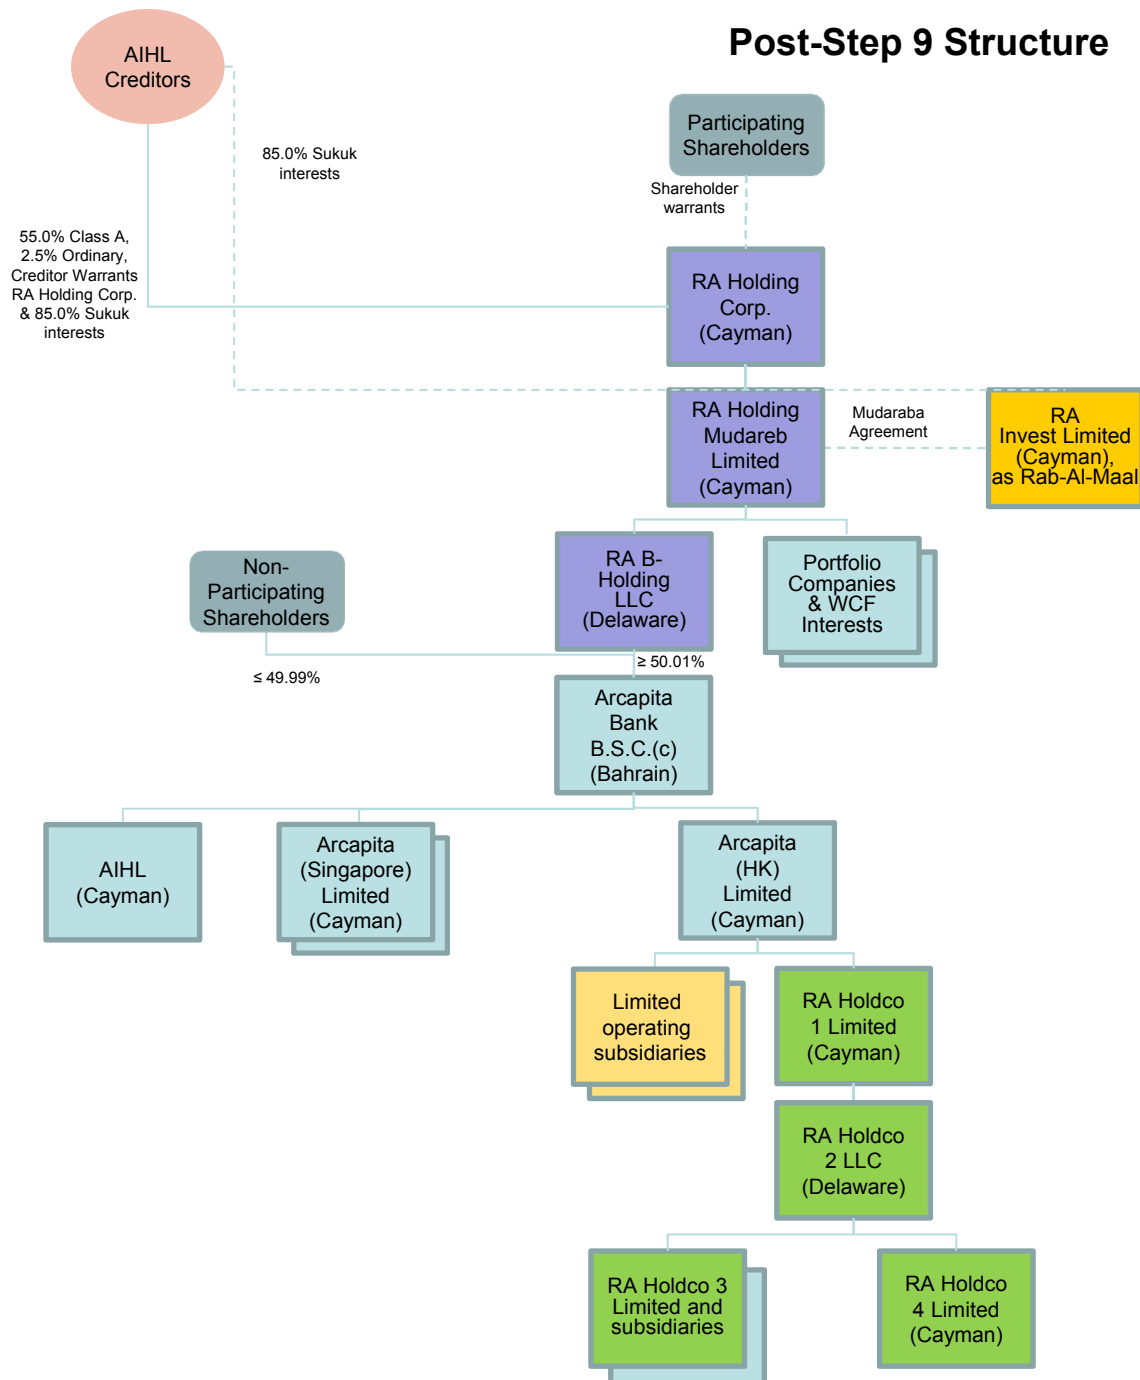 Post-Step 9 Structure
AIHL
Creditors
85.0% Sukuk
interests
Participating
Shareholders
Shareholder
warrants
55.0% Class A,
2.5% Ordinary,
Creditor Warrants
RA Holding Corp.
& 85.0% Sukuk
interests
RA Holding
Corp.
(Cayman)
RA Holding
Mudareb
Limited
(Cayman)
Mudaraba
Agreement
RA
Invest Limited
(Cayman),
as Rab-Al-Maal
Non-
Participating
Shareholders
RA B-
Holding
LLC
(Delaware)
Portfolio
Companies
& WCF
Interests
≤ 49.99%
≥ 50.01%
Arcapita
Bank
B.S.C.(c)
(Bahrain)
AIHL
(Cayman)
Arcapita
(Singapore)
Limited
(Cayman)
Arcapita
(HK)
Limited
(Cayman)
Limited
operating
subsidiaries
RA Holdco
1 Limited
(Cayman)
RA Holdco
2 LLC
(Delaware)
RA Holdco 3
Limited and
subsidiaries
RA Holdco
4 Limited
(Cayman)